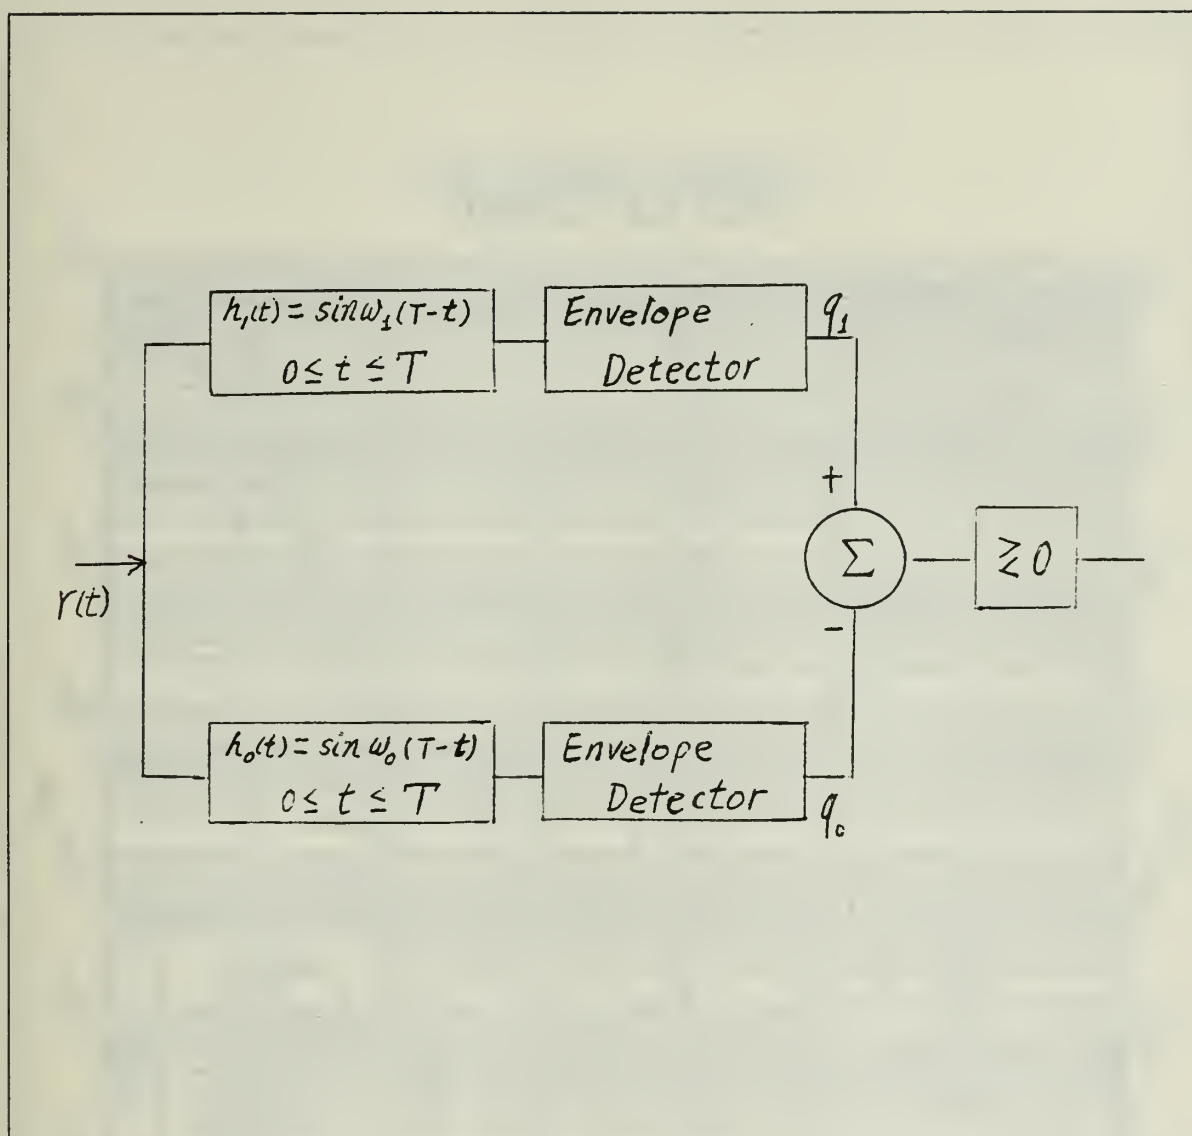 h₁(t) = sin ω₁ (T-t)
0 ≤ t ≤ T
Envelope
Detector
q₁
+
r(t)
Σ
≷ 0
-
h₀(t) = sin ω₀ (T-t)
0 ≤ t ≤ T
Envelope
Detector
q₀